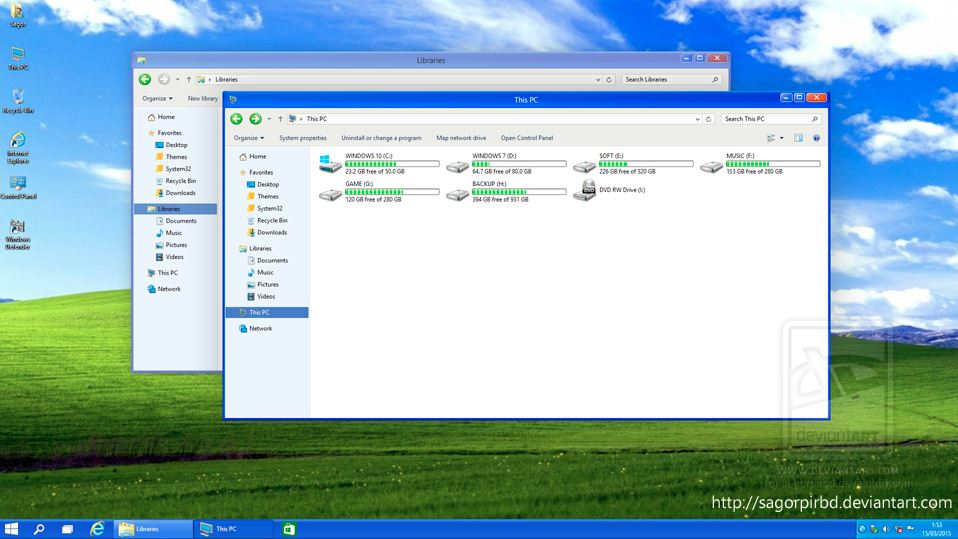 Sagor
This PC
Recycle Bin
Internet
Explorer
Control Panel
Windows
Defender
Libraries
Libraries
Search Libraries
Organize
New library
Home
Favorites
Desktop
Themes
System32
Recycle Bin
Downloads
Libraries
Documents
Music
Pictures
Videos
This PC
Network
This PC
This PC
Search This PC
Organize
System properties
Uninstall or change a program
Map network drive
Open Control Panel
Home
Favorites
Desktop
Themes
System32
Recycle Bin
Downloads
Libraries
Documents
Music
Pictures
Videos
This PC
Network
WINDOWS 10 (C:)
23.2 GB free of 50.0 GB
WINDOWS 7 (D:)
64.7 GB free of 80.0 GB
SOFT (E:)
226 GB free of 320 GB
MUSIC (F:)
153 GB free of 280 GB
GAME (G:)
120 GB free of 280 GB
BACKUP (H:)
394 GB free of 931 GB
DVD RW Drive (I:)
deviantART
WWW.DEVIANTART.COM
http://sagorpirbd.deviantart.com
Libraries
This PC
1:53
15/03/2015